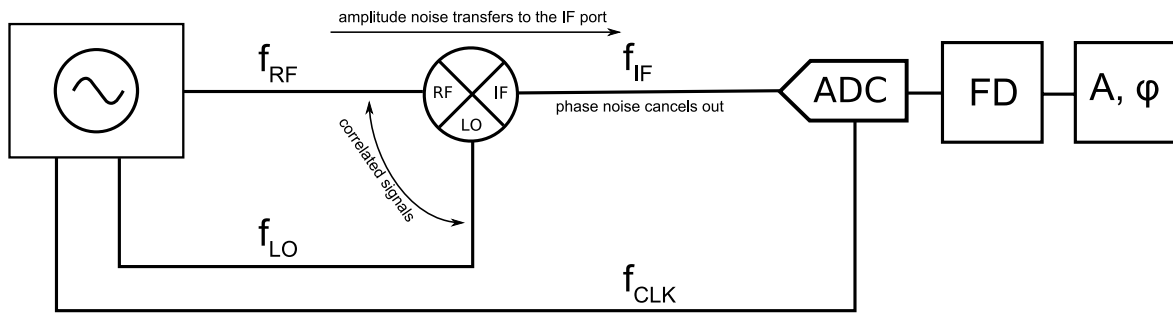 amplitude noise transfers to the IF port
f_RF
f_IF
RF
IF
LO
ADC
FD
A, φ
phase noise cancels out
correlated signals
f_LO
f_CLK